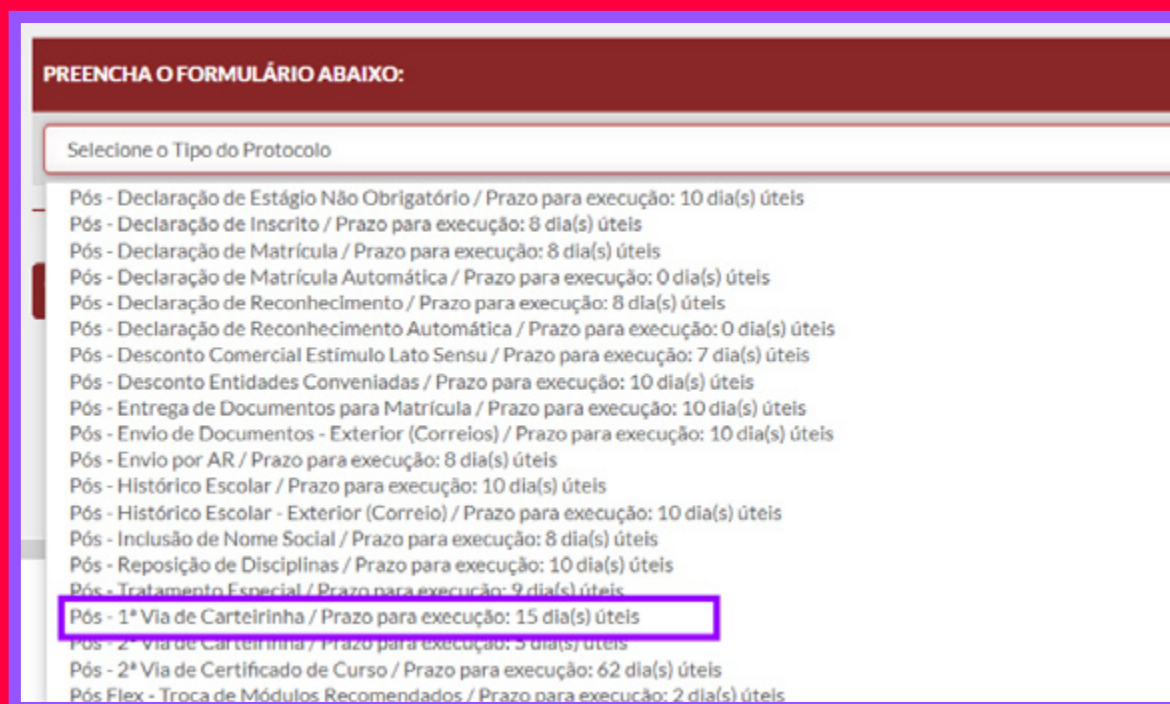 PREENCHA O FORMULÁRIO ABAIXO:
Selecione o Tipo do Protocolo
Pós - Declaração de Estágio Não Obrigatório / Prazo para execução: 10 dia(s) úteis
Pós - Declaração de Inscrito / Prazo para execução: 8 dia(s) úteis
Pós - Declaração de Matrícula / Prazo para execução: 8 dia(s) úteis
Pós - Declaração de Matrícula Automática / Prazo para execução: 0 dia(s) úteis
Pós - Declaração de Reconhecimento / Prazo para execução: 8 dia(s) úteis
Pós - Declaração de Reconhecimento Automática / Prazo para execução: 0 dia(s) úteis
Pós - Desconto Comercial Estímulo Lato Sensu / Prazo para execução: 7 dia(s) úteis
Pós - Desconto Entidades Conveniadas / Prazo para execução: 10 dia(s) úteis
Pós - Entrega de Documentos para Matrícula / Prazo para execução: 10 dia(s) úteis
Pós - Envio de Documentos - Exterior (Correios) / Prazo para execução: 10 dia(s) úteis
Pós - Envio por AR / Prazo para execução: 8 dia(s) úteis
Pós - Histórico Escolar / Prazo para execução: 10 dia(s) úteis
Pós - Histórico Escolar - Exterior (Correio) / Prazo para execução: 10 dia(s) úteis
Pós - Inclusão de Nome Social / Prazo para execução: 8 dia(s) úteis
Pós - Reposição de Disciplinas / Prazo para execução: 10 dia(s) úteis
Pós - Tratamento Especial / Prazo para execução: 9 dia(s) úteis
Pós - 1ª Via de Carteirinha / Prazo para execução: 15 dia(s) úteis
Pós - 2ª Via de Carteirinha / Prazo para execução: 5 dia(s) úteis
Pós - 2ª Via de Certificado de Curso / Prazo para execução: 62 dia(s) úteis
Pós Flex - Troca de Módulos Recomendados / Prazo para execução: 2 dia(s) úteis